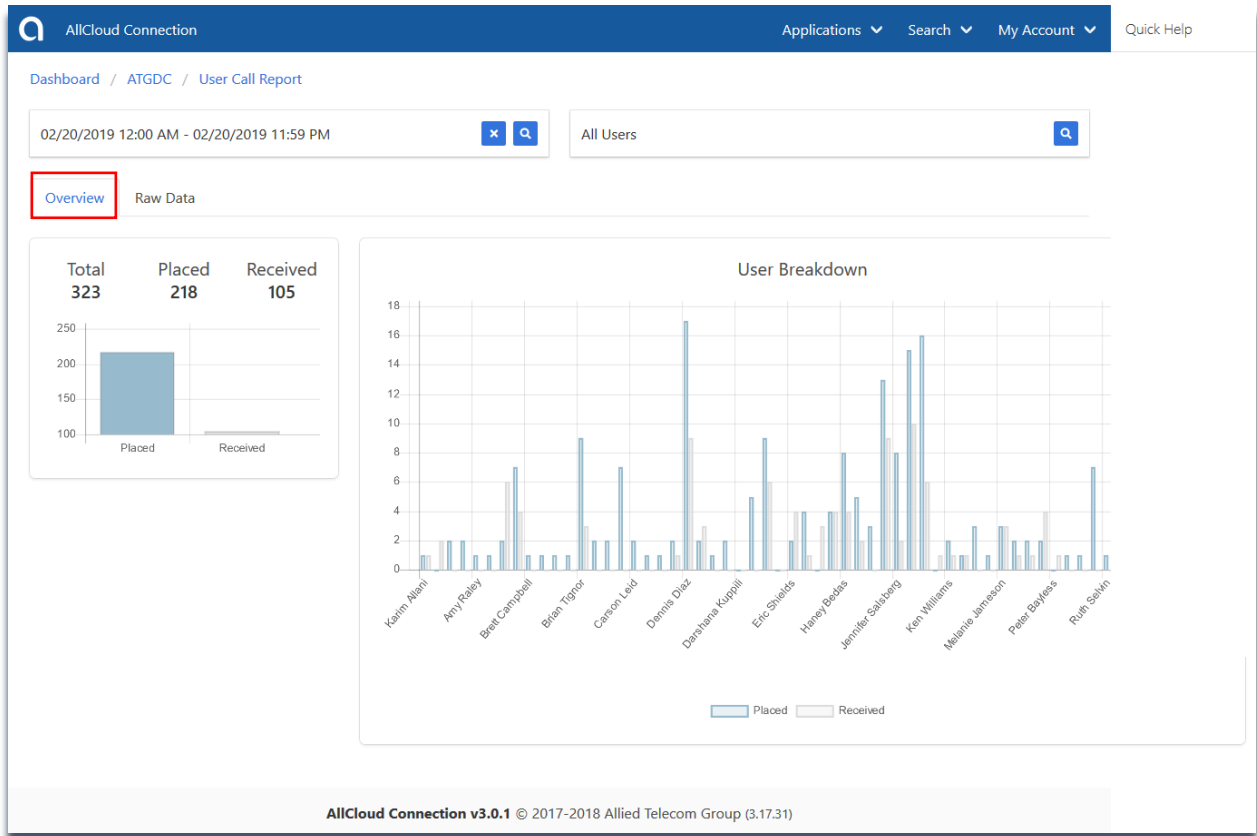 AllCloud Connection Applications Search My Account Quick Help
Dashboard / ATGDC / User Call Report
02/20/2019 12:00 AM - 02/20/2019 11:59 PM All Users
Overview Raw Data
Total Placed Received
323 218 105
250
200
150
100
Placed Received
User Breakdown
18
16
14
12
10
8
6
4
2
0
Karim Allani
Amy Raley
Brett Campbell
Brian Tignor
Carson Leid
Dennis Diaz
Darshana Kuppili
Eric Shields
Haney Bedas
Jennifer Salsberg
Ken Williams
Melanie Jameson
Peter Bayless
Ruth Selvin
Placed Received
AllCloud Connection v3.0.1 © 2017-2018 Allied Telecom Group (3.17.31)